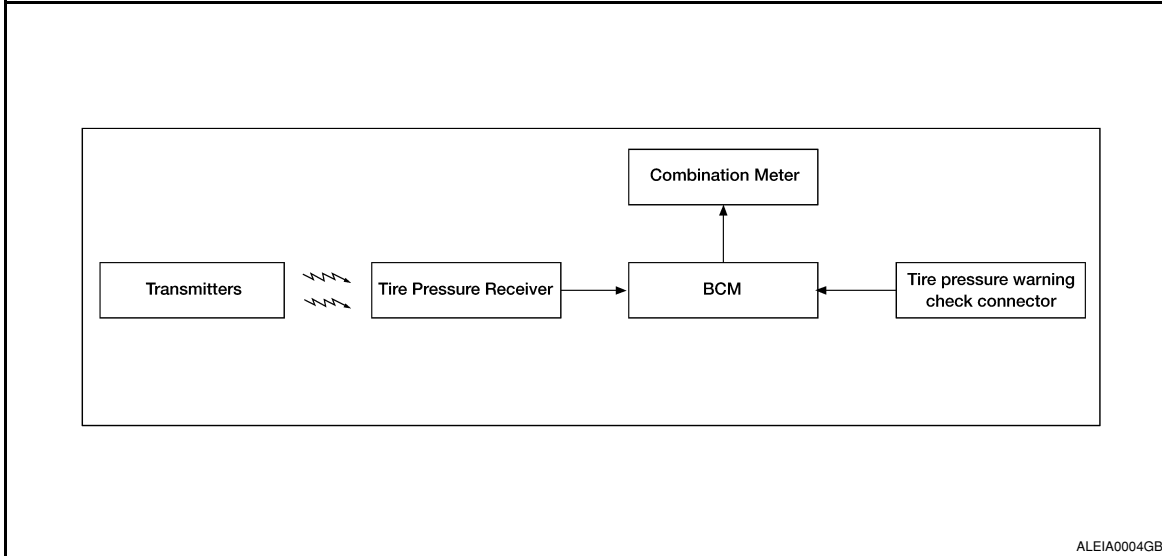 Combination Meter
Transmitters
Tire Pressure Receiver
BCM
Tire pressure warning
check connector
ALEIA0004GB